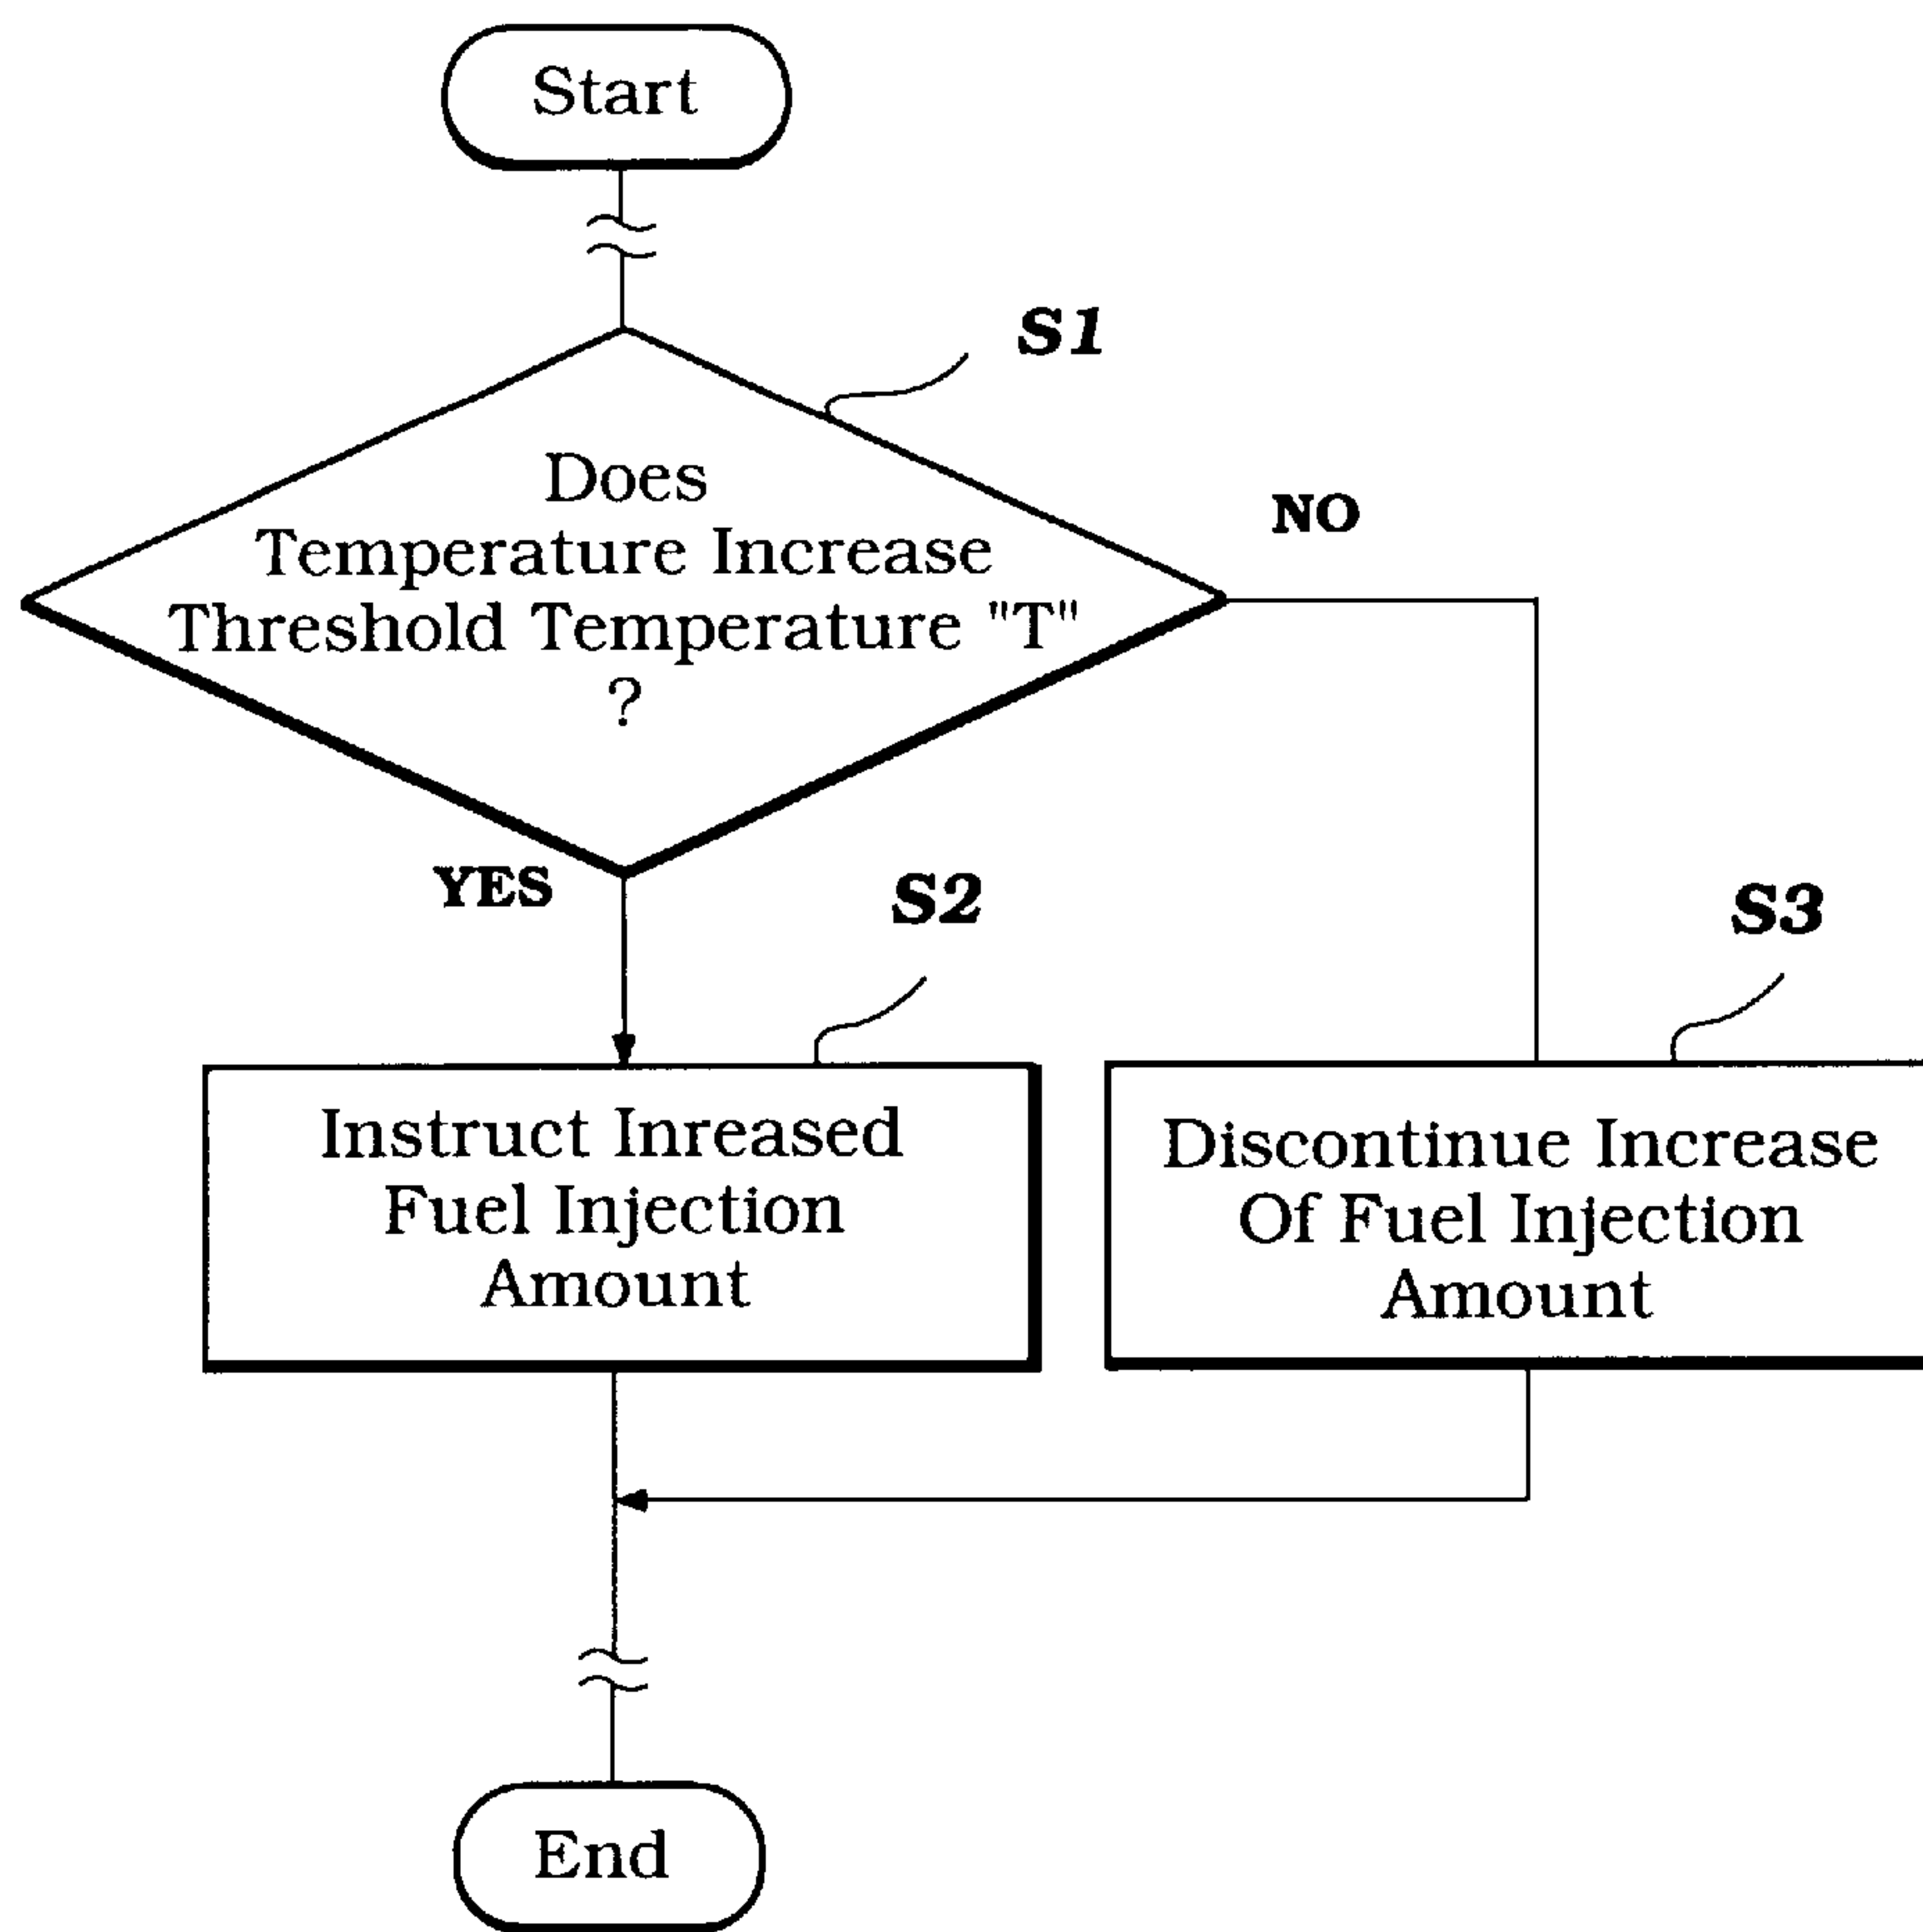 Start
S1
Does
Temperature Increase
Threshold Temperature "T"
?
NO
YES
S2
S3
Instruct Inreased
Fuel Injection
Amount
Discontinue Increase
Of Fuel Injection
Amount
End